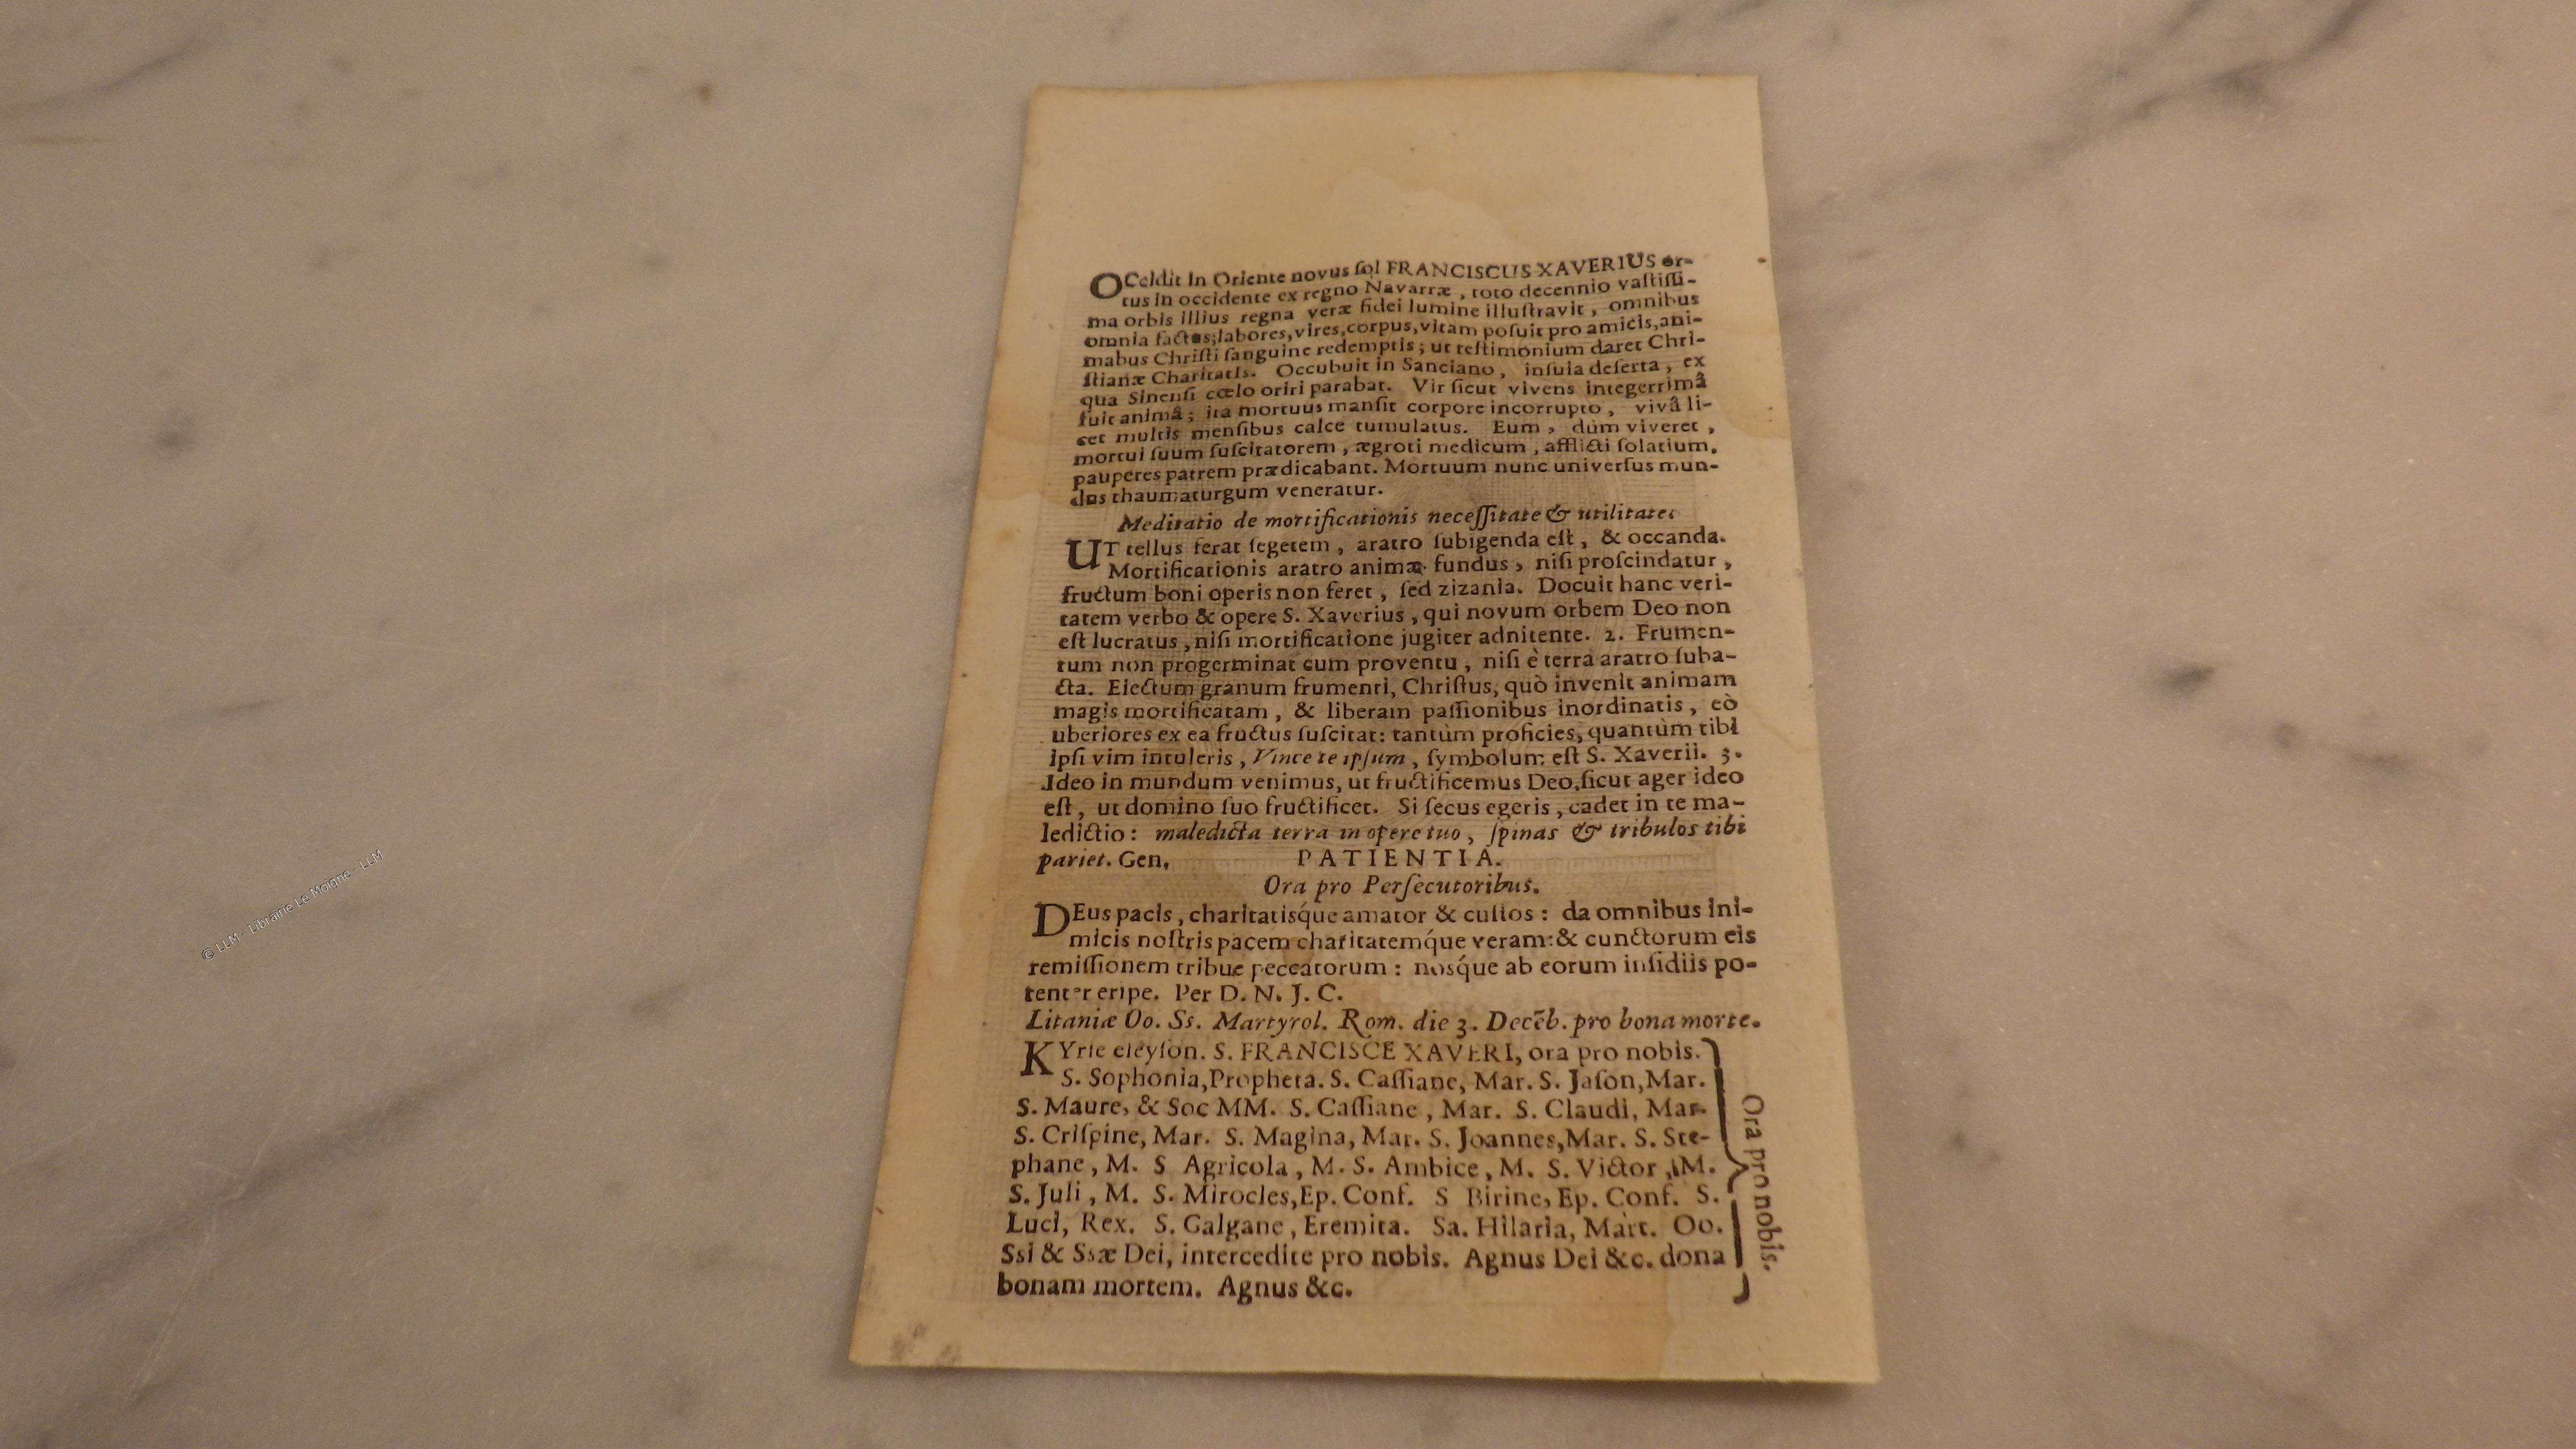 OCcidit in Oriente novus ſol FRANCISCUS XAVERIUS or-
tus in occidente ex regno Navarræ, toto decennio vaſtiſſi-
ma orbis illius regna veræ fidei lumine illuſtravit, omnibus
omnia factus; labores, vires, corpus, vitam poſuit pro amicis, ani-
mabus Chriſti ſanguine redemptis; ut teſtimonium daret Chri-
ſtianæ Charitatis. Occubuit in Sanciano, inſula deſerta, ex
qua Sinenſi cœlo oriri parabat. Vir ſicut vivens integerrimâ
fuit animâ; ita mortuus manſit corpore incorrupto, vivâ li-
cet multis menſibus calce tumulatus. Eum, dum viveret,
mortui ſuum ſuſcitatorem, ægroti medicum, afflicti ſolatium,
pauperes patrem prædicabant. Mortuum nunc univerſus mun-
dus thaumaturgum veneratur.
Meditatio de mortificationis neceſſitate & utilitate.
UT tellus ferat ſegetem, aratro ſubigenda eſt, & occanda.
Mortificationis aratro animæ fundus, niſi proſcindatur,
fructum boni operis non feret, ſed zizania. Docuit hanc veri-
tatem verbo & opere S. Xaverius, qui novum orbem Deo non
eſt lucratus, niſi mortificatione jugiter adnitente. 2. Frumen-
tum non progerminat cum proventu, niſi è terra aratro ſuba-
cta. Electum granum frumenti, Chriſtus, quò invenit animam
magis mortificatam, & liberam paſſionibus inordinatis, eò
uberiores ex ea fructus ſuſcitat: tantùm proficies, quantùm tibi
ipſi vim intuleris, Vince te ipſum, ſymbolum eſt S. Xaverii. 3.
Ideo in mundum venimus, ut fructificemus Deo, ſicut ager ideo
eſt, ut domino ſuo fructificet. Si ſecus egeris, cadet in te ma-
ledictio: maledicta terra in opere tuo, ſpinas & tribulos tibi
pariet. Gen. PATIENTIA.
Ora pro Perſecutoribus.
DEus pacis, charitatisq́ue amator & cuſtos: da omnibus ini-
micis noſtris pacem charitatemq́ue veram: & cunctorum eis
remiſſionem tribue peccatorum: nosq́ue ab eorum inſidiis po-
tenter eripe. Per D. N. J. C.
Litaniæ Oo. Ss. Martyrol. Rom. die 3. Decẽb. pro bona morte.
KYrie eleyſon. S. FRANCISCE XAVERI, ora pro nobis.
S. Sophonia, Propheta. S. Caſſiane, Mar. S. Jaſon, Mar.
S. Maure, & Soc MM. S. Caſſiane, Mar. S. Claudi, Mar.
S. Criſpine, Mar. S. Magina, Mar. S. Joannes, Mar. S. Ste-
phane, M. S Agricola, M. S. Ambice, M. S. Victor, M.
S. Juli, M. S. Mirocles, Ep. Conf. S Birine, Ep. Conf. S.
Luci, Rex. S. Galgane, Eremita. Sa. Hilaria, Mart. Oo.
Ssi & Ssæ Dei, intercedite pro nobis. Agnus Dei &c. dona
bonam mortem. Agnus &c.
Ora pro nobis.
© LLM - Librairie Le Moigne - LLM